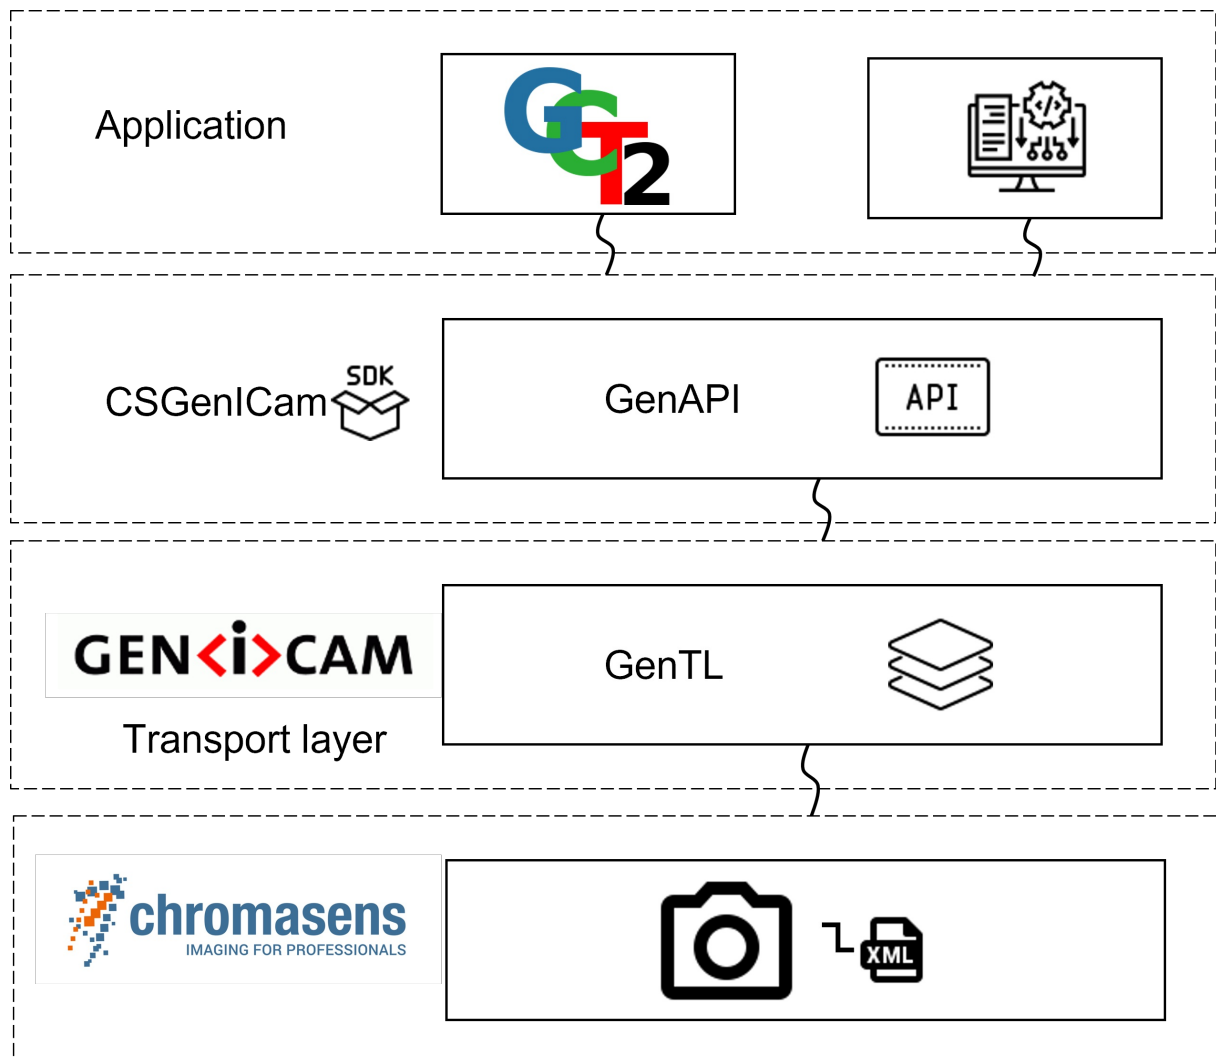 Application
GCT2
</>
CSGenICam
SDK
GenAPI
API
GEN<i>CAM
GenTL
Transport layer
chromasens
IMAGING FOR PROFESSIONALS
XML